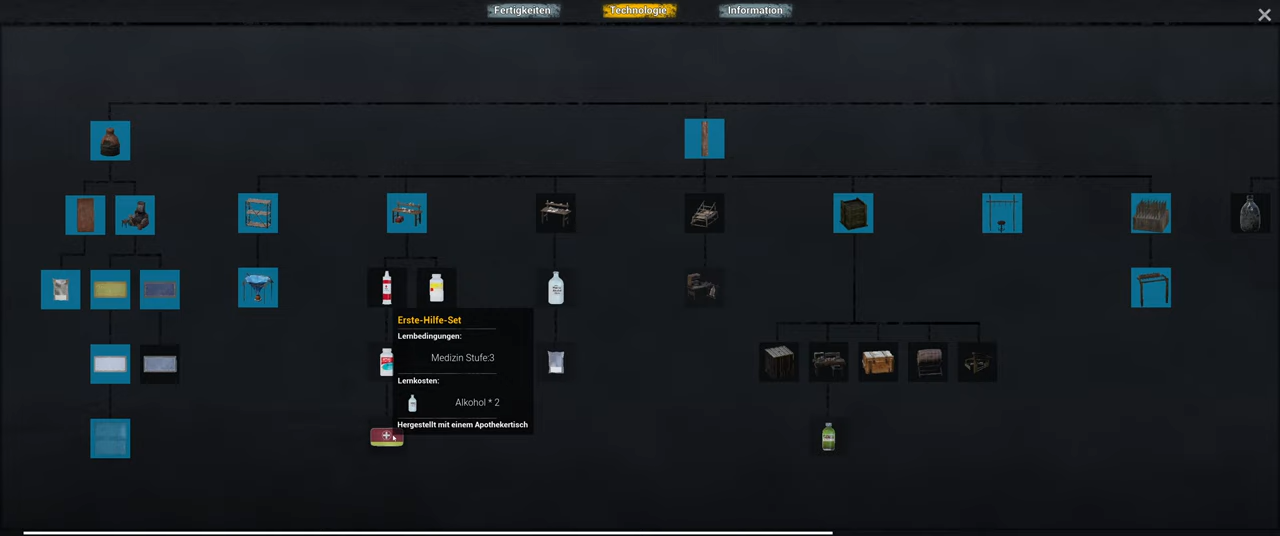 Fertigkeiten
Technologie
Information
Erste-Hilfe-Set
Lernbedingungen:
Medizin Stufe:3
Lernkosten:
Alkohol * 2
Hergestellt mit einem Apothekertisch